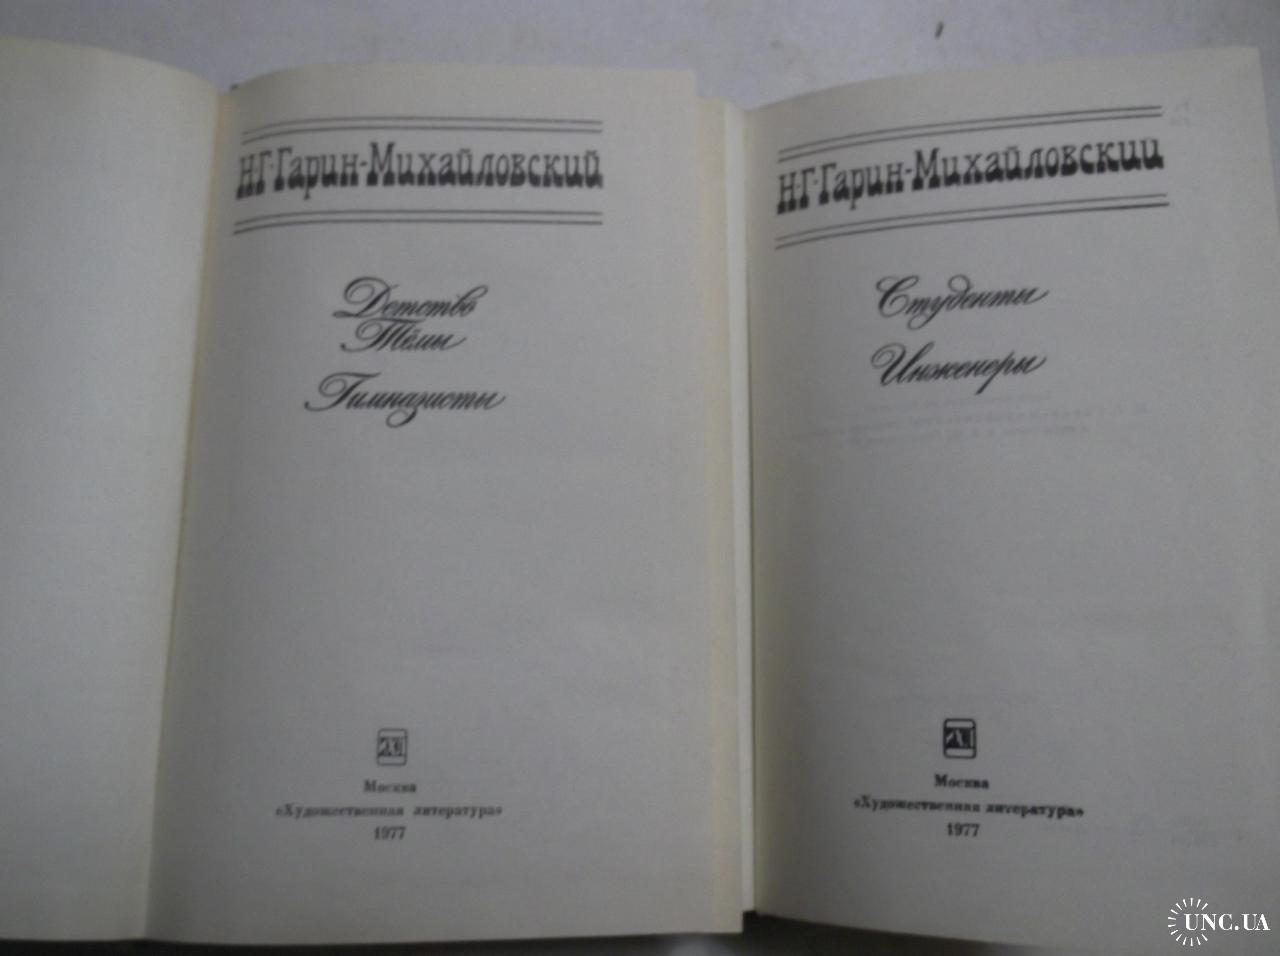 Н·Г·Гарин-Михайловский
Детство
Тёмы
Гимназисты
Москва
«Художественная литература»
1977
Н·Г·Гарин-Михайловский
Студенты
Инженеры
Москва
«Художественная литература»
1977
UNC.UA